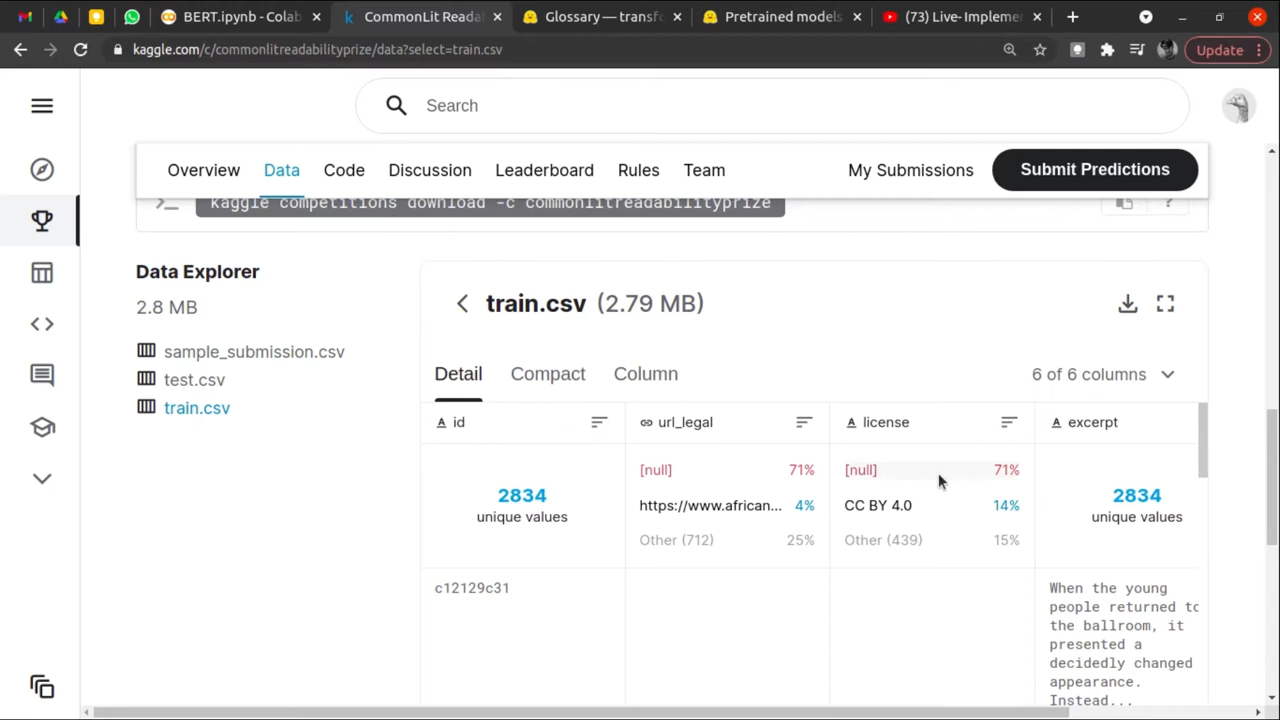 BERT.ipynb - Colab
CommonLit Reada
Glossary — transfo
Pretrained models
(73) Live- Implemen
kaggle.com/c/commonlitreadabilityprize/data?select=train.csv
Update
Search
Overview
Data
Code
Discussion
Leaderboard
Rules
Team
My Submissions
Submit Predictions
kaggle competitions download -c commonlitreadabilityprize
Data Explorer
2.8 MB
sample_submission.csv
test.csv
train.csv
train.csv (2.79 MB)
Detail
Compact
Column
6 of 6 columns
id
url_legal
license
excerpt
2834
unique values
[null] 71%
https://www.african... 4%
Other (712) 25%
[null] 71%
CC BY 4.0 14%
Other (439) 15%
2834
unique values
c12129c31
When the young
people returned to
the ballroom, it
presented a
decidedly changed
appearance.
Instead...